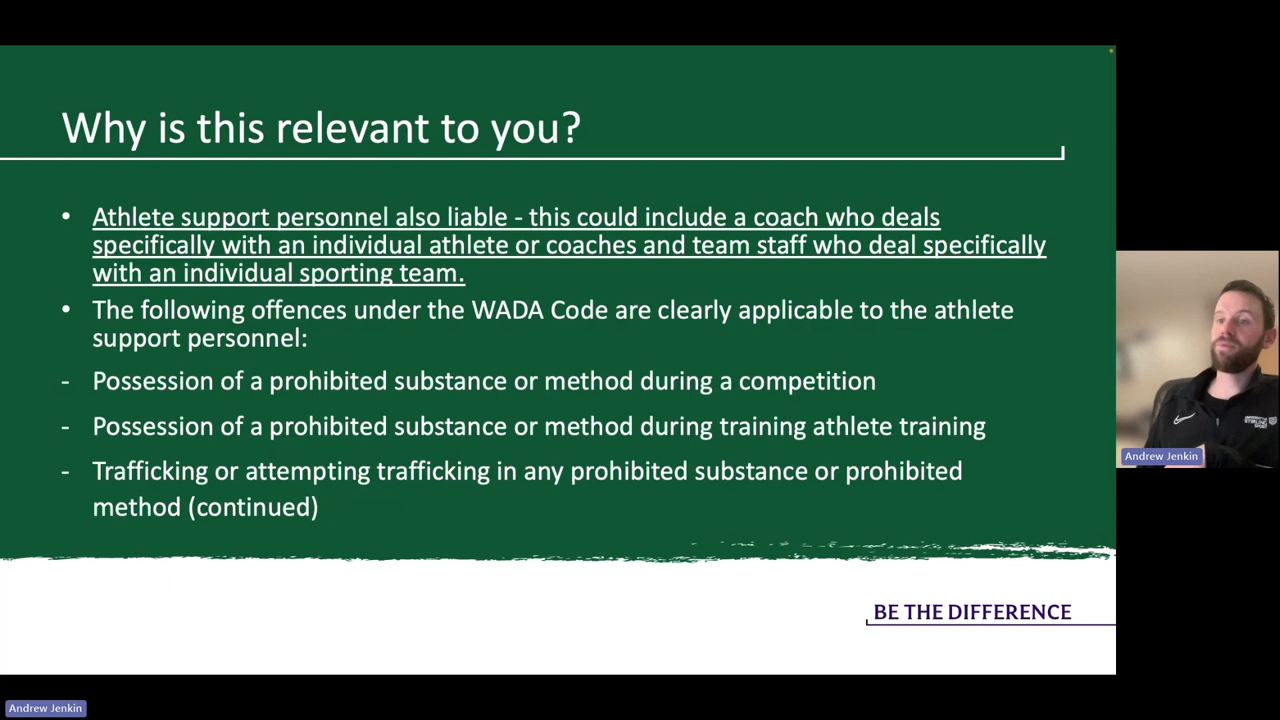 Why is this relevant to you?
• Athlete support personnel also liable - this could include a coach who deals
specifically with an individual athlete or coaches and team staff who deal specifically
with an individual sporting team.
• The following offences under the WADA Code are clearly applicable to the athlete
support personnel:
- Possession of a prohibited substance or method during a competition
- Possession of a prohibited substance or method during training athlete training
- Trafficking or attempting trafficking in any prohibited substance or prohibited
method (continued)
BE THE DIFFERENCE
Andrew Jenkin
Andrew Jenkin